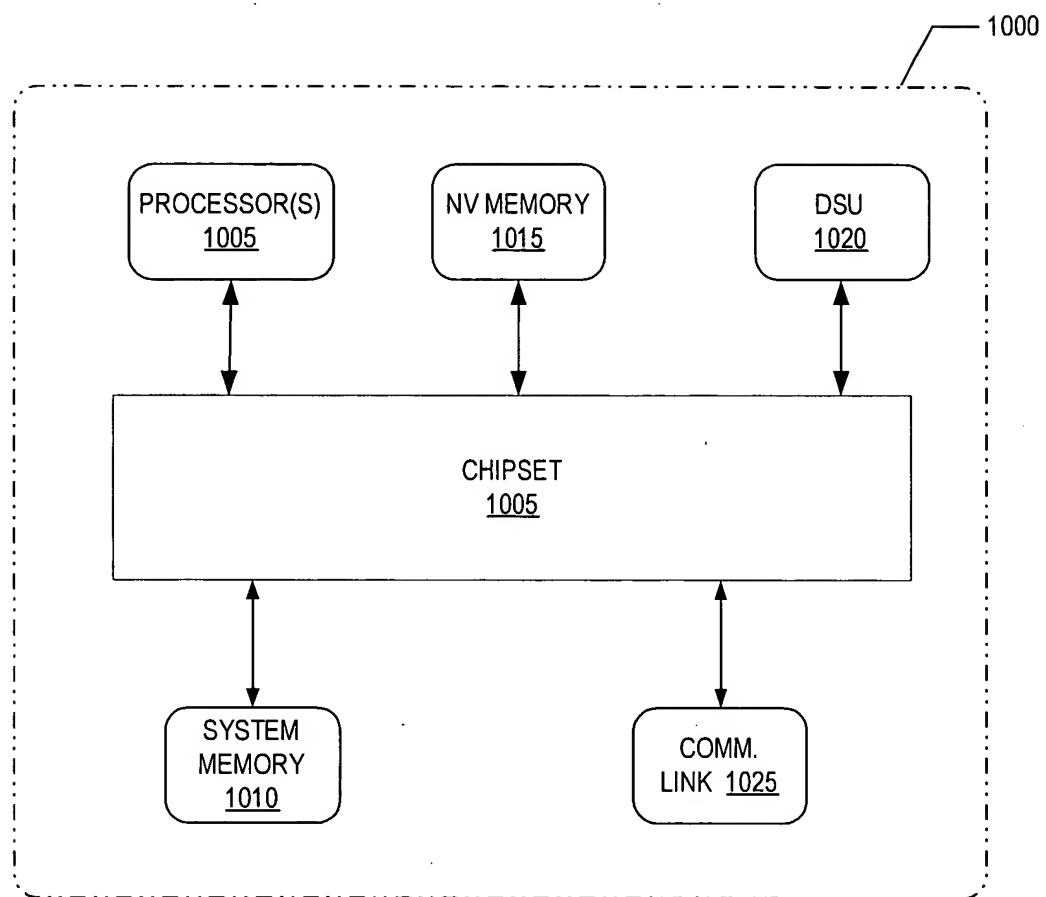 1000
PROCESSOR(S)
1005
NV MEMORY
1015
DSU
1020
CHIPSET
1005
SYSTEM
MEMORY
1010
COMM.
LINK 1025